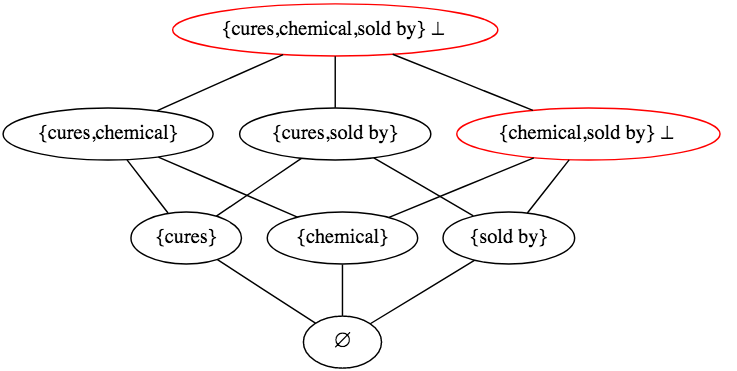 {cures,chemical,sold by} ⊥
{cures,chemical}
{cures,sold by}
{chemical,sold by} ⊥
{cures}
{chemical}
{sold by}
∅